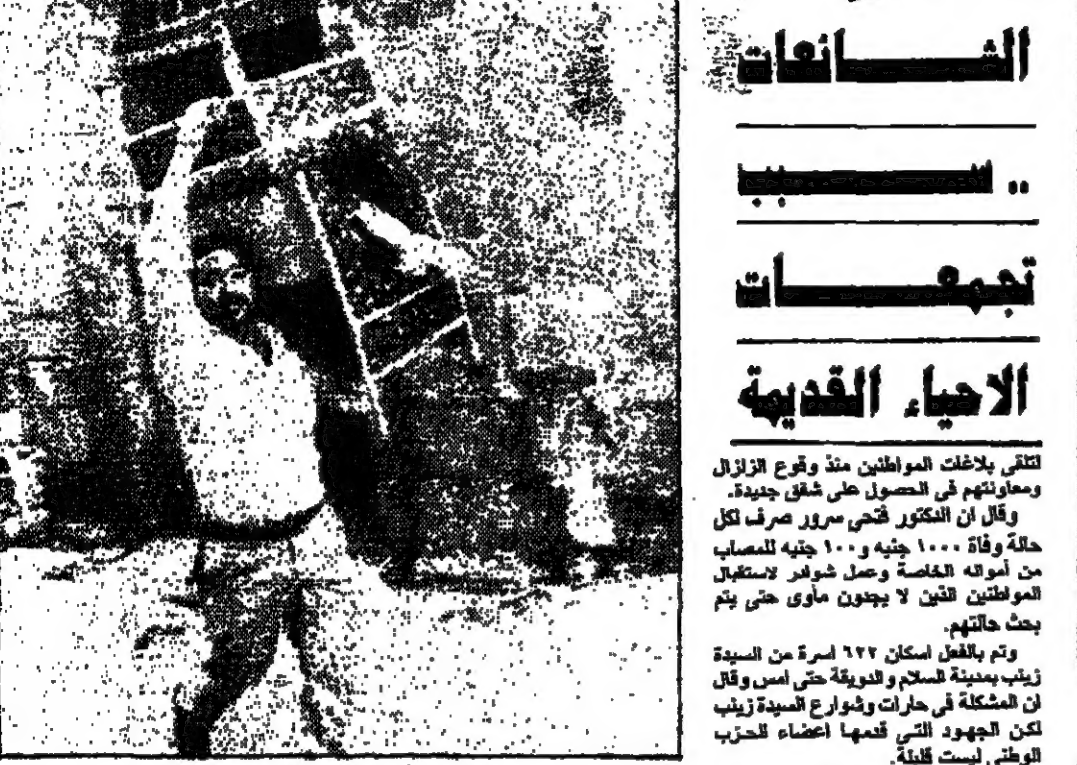 الشائعات
.. سبب
تجمعات
الاحياء القديمة
لتلقى بلاغات المواطنين منذ وقوع الزلزال
ومعاونتهم فى الحصول على شقق جديدة.
وقال ان الدكتور فتحى سرور صرف لكل
حالة وفاة ١٠٠٠ جنيه و١٠٠ جنيه للمصاب
من أمواله الخاصة وعمل شوادر لاستقبال
المواطنين الذين لا يجدون مأوى حتى يتم
بحث حالتهم.
وتم بالفعل اسكان ٦٢٢ اسرة من السيدة
زينب بمدينة السلام والدويقة حتى امس وقال
ان المشكلة فى حارات وشوارع السيدة زينب
لكن الجهود التى قدمها اعضاء الحزب
الوطنى ليست قليلة.